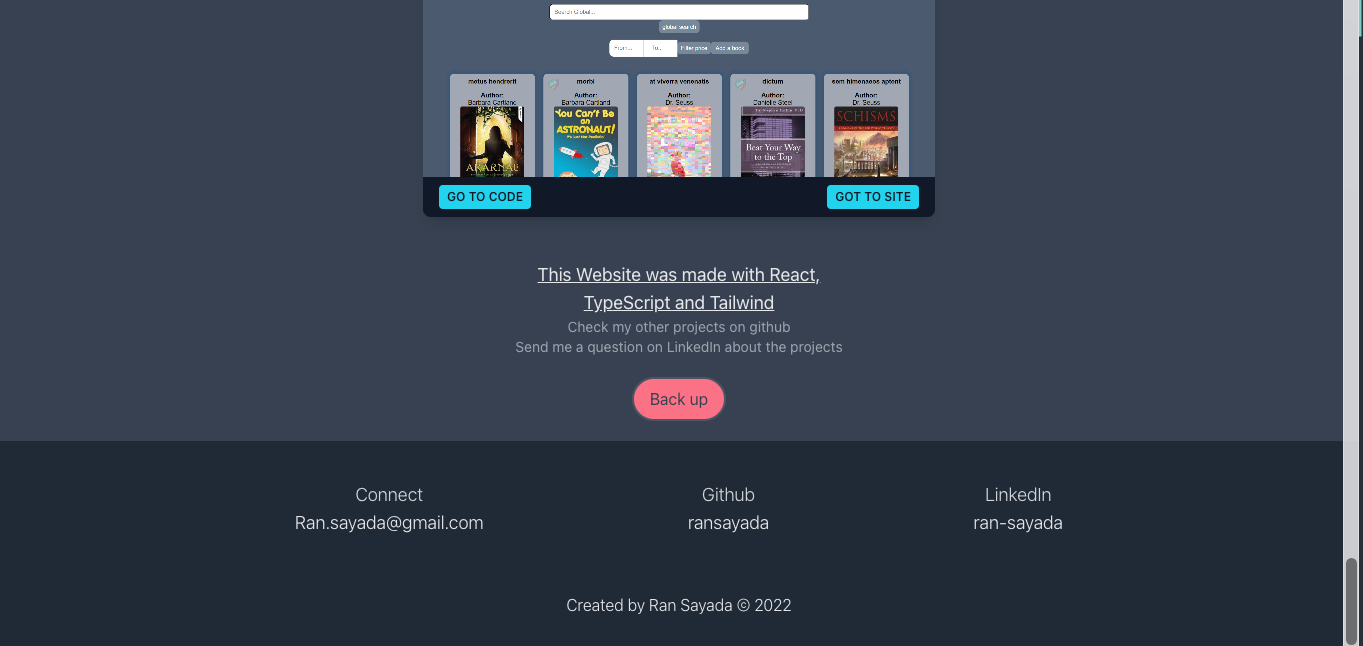 Search Global...
global search
From... To... Filter price Add a book
metus hendrerit morbi at viverra venenatis dictum sem himenaeos aptent
Author: Author: Author: Author: Author:
Barbara Cartland Barbara Cartland Dr. Seuss Danielle Steel Dr. Seuss
You Can't Be
an
ASTRONAUT!
SCHISMS
Bear Your Way
to the Top
AKARNAE
GO TO CODE GOT TO SITE
This Website was made with React,
TypeScript and Tailwind
Check my other projects on github
Send me a question on LinkedIn about the projects
Back up
Connect Github LinkedIn
Ran.sayada@gmail.com ransayada ran-sayada
Created by Ran Sayada © 2022